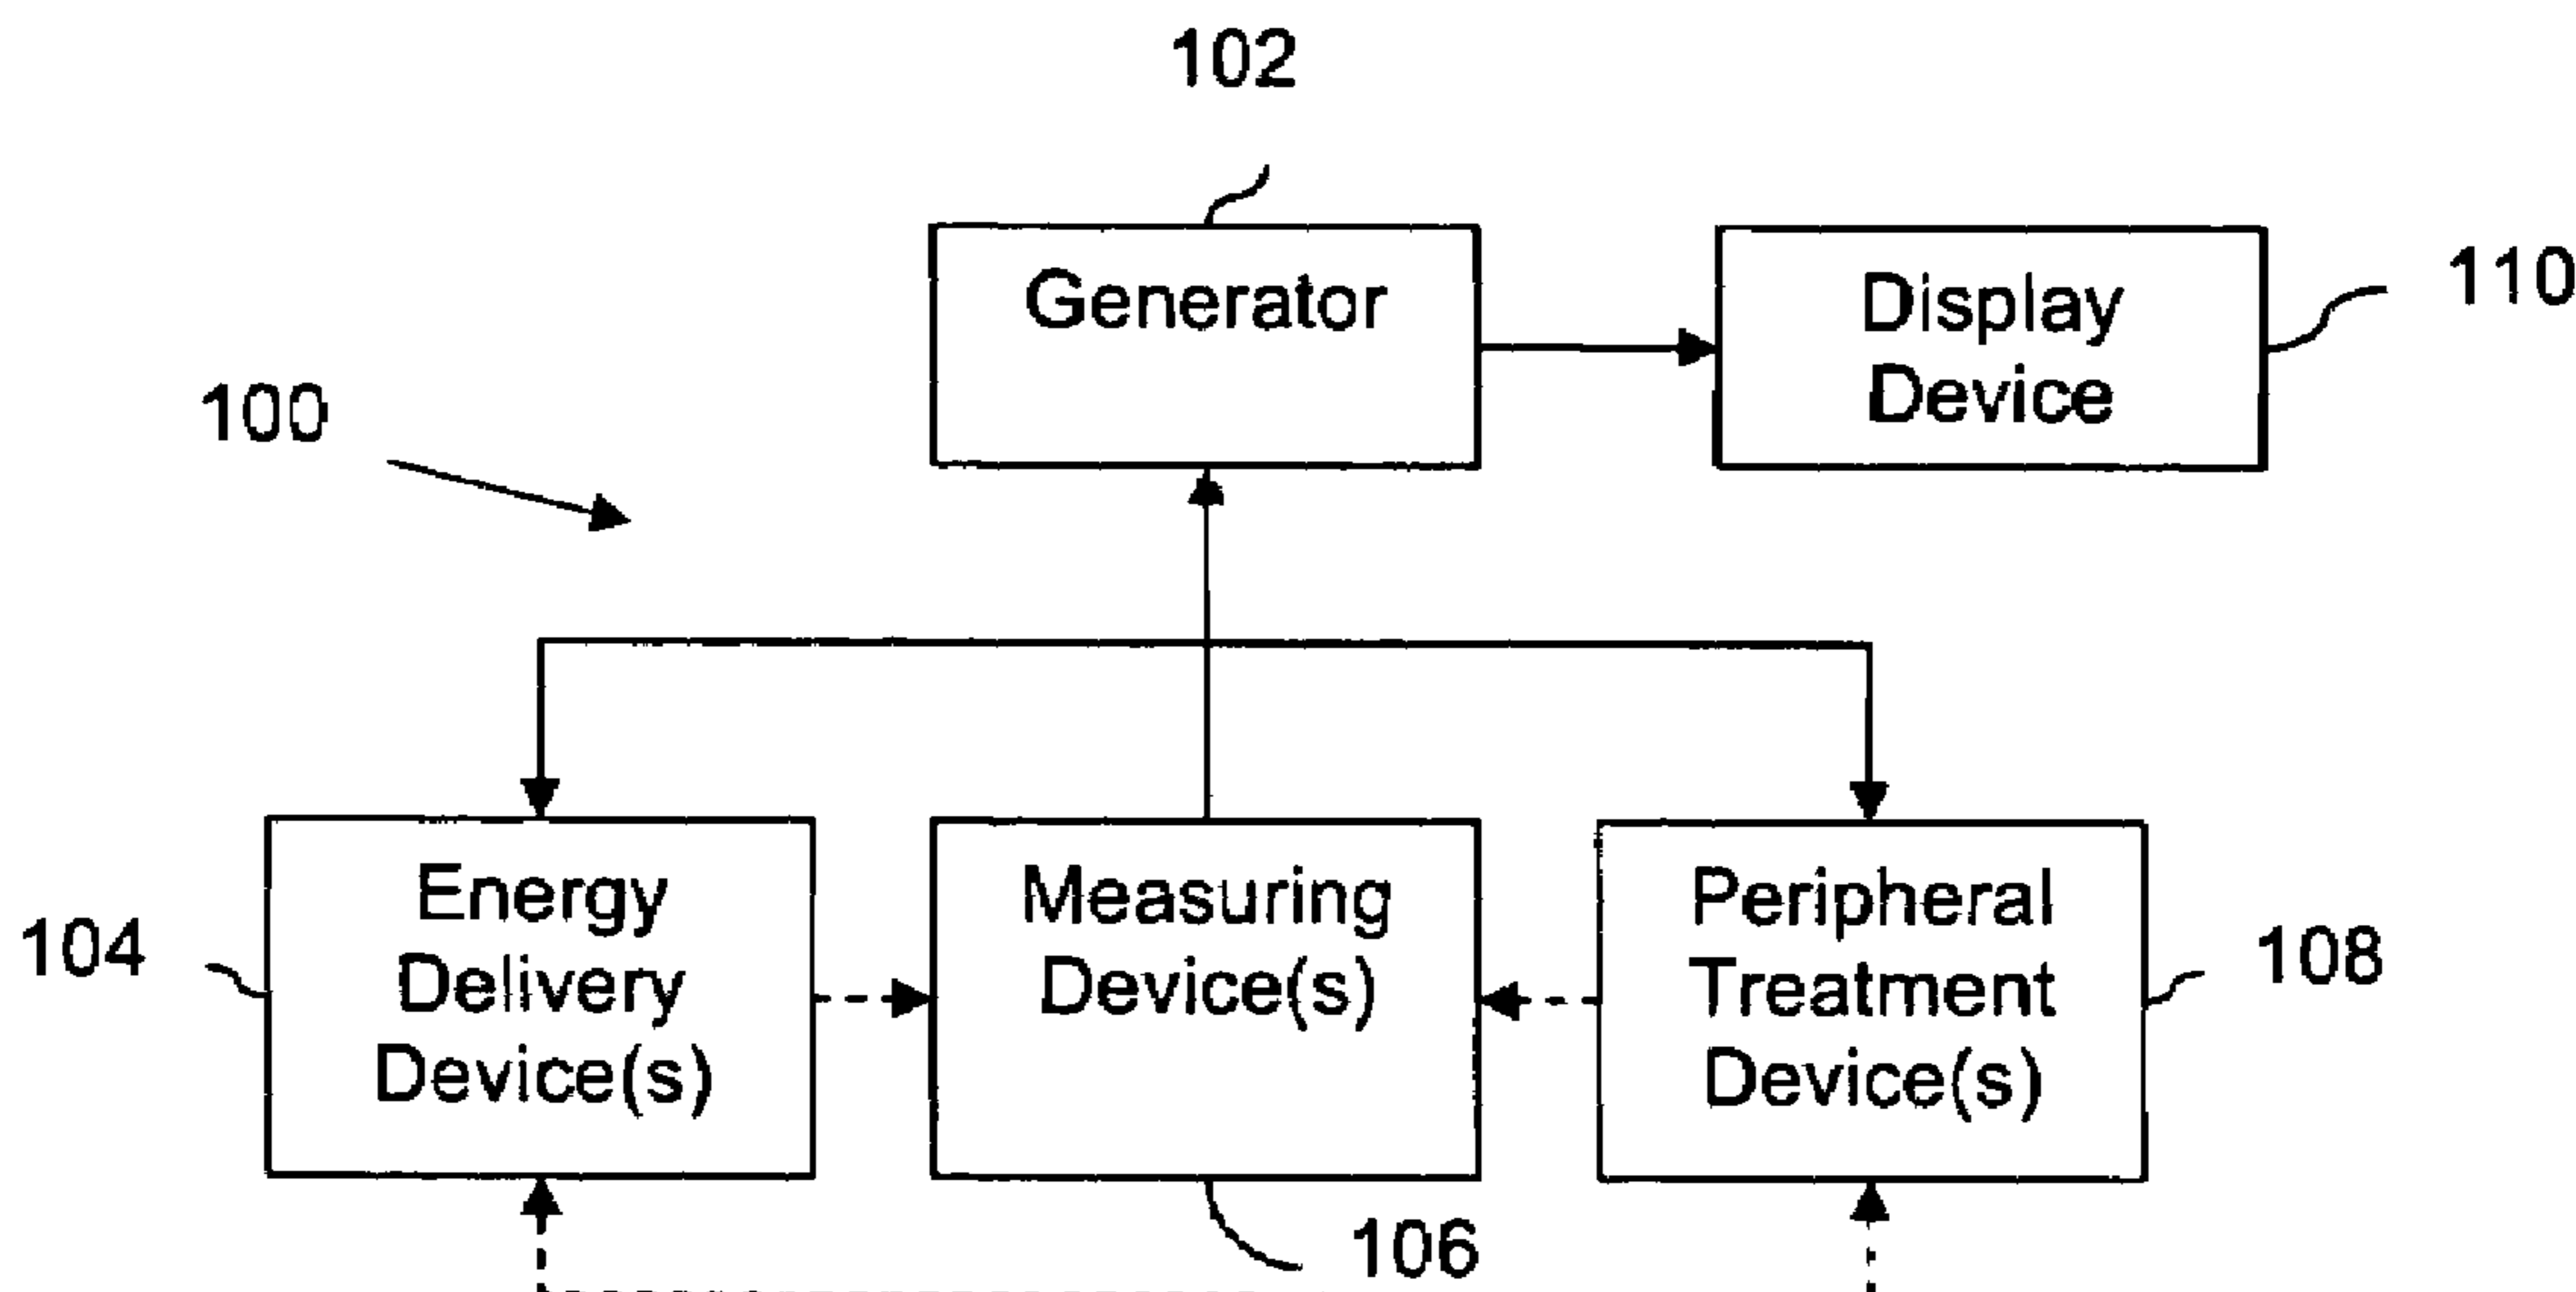 102
Generator
Display
Device
110
100
Energy
Delivery
Device(s)
104
Measuring
Device(s)
Peripheral
Treatment
Device(s)
108
106